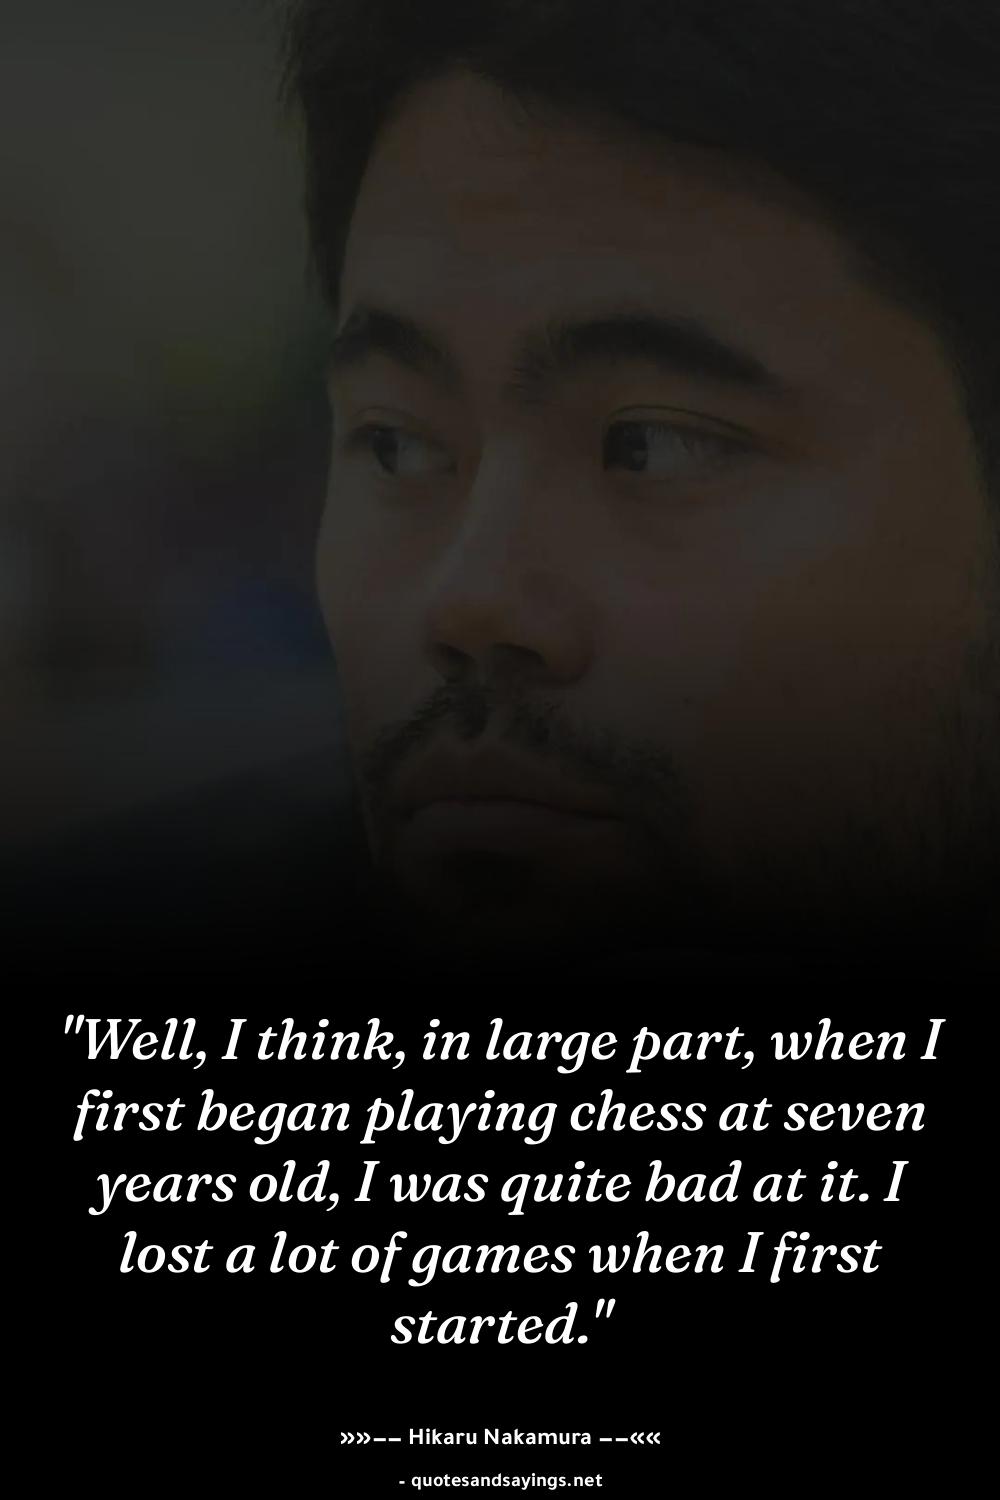 "Well, I think, in large part, when I
first began playing chess at seven
years old, I was quite bad at it. I
lost a lot of games when I first
started."
»»–– Hikaru Nakamura ––««
- quotesandsayings.net